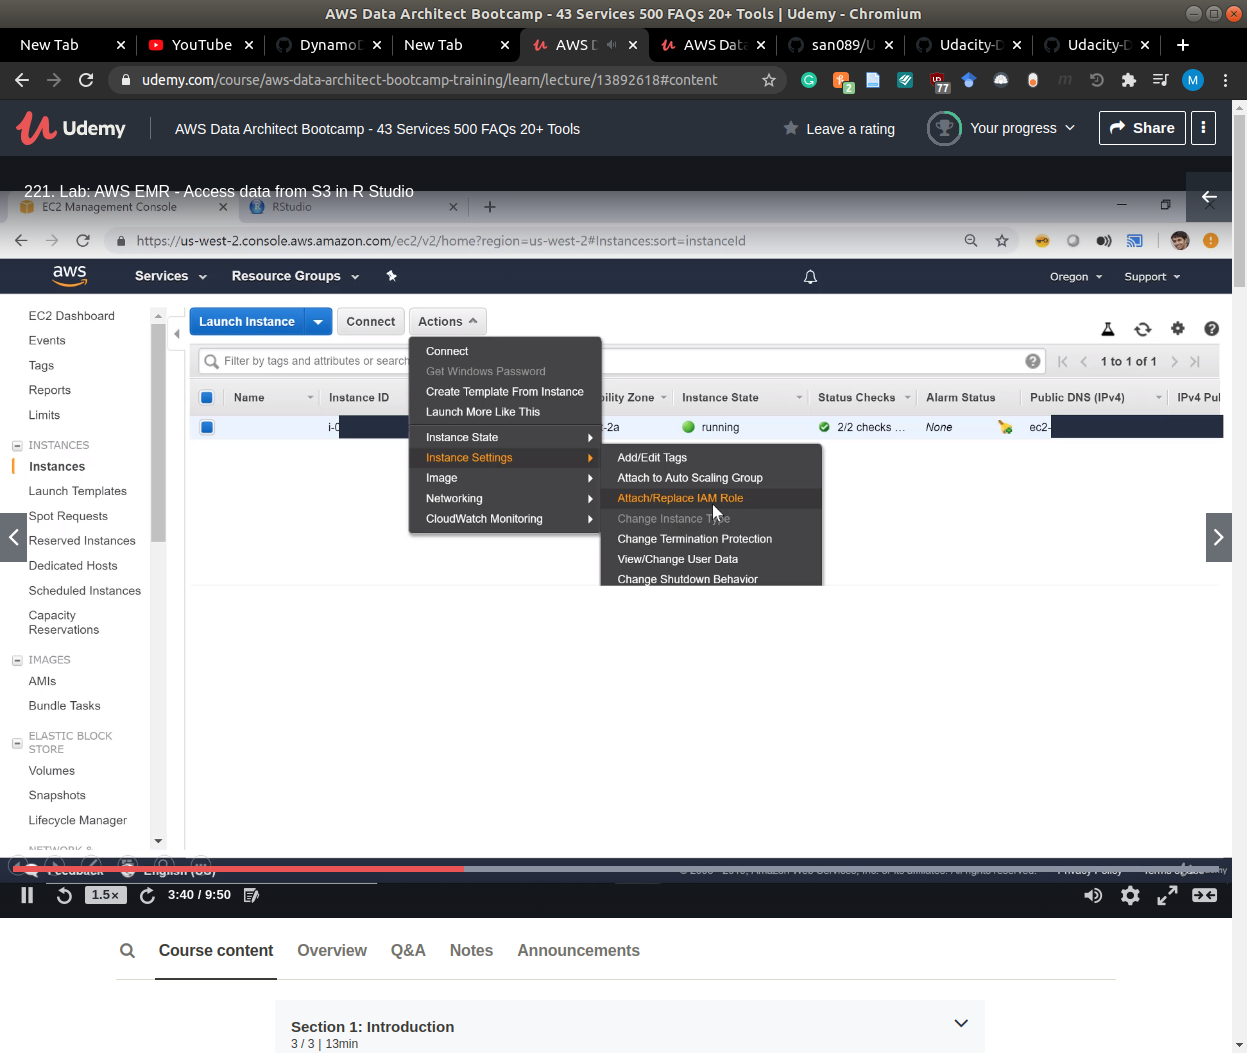 AWS Data Architect Bootcamp - 43 Services 500 FAQs 20+ Tools | Udemy - Chromium
New Tab
YouTube
New Tab
AWS
san089/
udemy.com/course/aws-data-architect-bootcamp-training/learn/lecture/13892618#content
2
77
M
Udemy
AWS Data Architect Bootcamp - 43 Services 500 FAQs 20+ Tools
Leave a rating
Your progress
Share
221. Lab: AWS EMR - Access data from S3 in R Studio
EC2 Management Console
RStudio
https://us-west-2.console.aws.amazon.com/ec2/v2/home?region=us-west-2#Instances:sort=instanceId
aws
Services
Resource Groups
Oregon
Support
EC2 Dashboard
Events
Tags
Reports
Limits
INSTANCES
Instances
Launch Templates
Spot Requests
Reserved Instances
Dedicated Hosts
Scheduled Instances
Capacity
Reservations
IMAGES
AMIs
Bundle Tasks
ELASTIC BLOCK
STORE
Volumes
Snapshots
Lifecycle Manager
Launch Instance
Connect
Actions
Filter by tags and attributes or search
1 to 1 of 1
Name
Instance ID
Zone
Instance State
Status Checks
Alarm Status
Public DNS (IPv4)
IPv4
-2a
running
2/2 checks ...
None
ec2-
Connect
Get Windows Password
Create Template From Instance
Launch More Like This
Instance State
Instance Settings
Image
Networking
CloudWatch Monitoring
Add/Edit Tags
Attach to Auto Scaling Group
Attach/Replace IAM Role
Change Instance Type
Change Termination Protection
View/Change User Data
Change Shutdown Behavior
Feedback
English (US)
Privacy Policy
1.5×
3:40 / 9:50
Course content
Overview
Q&A
Notes
Announcements
Section 1: Introduction
3 / 3 | 13min